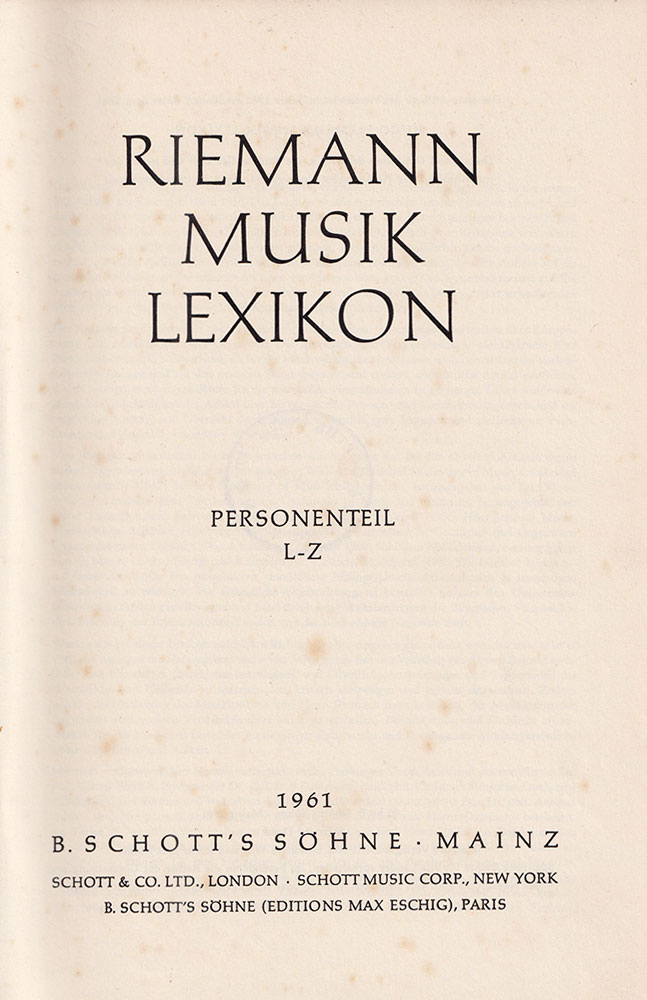 RIEMANN
MUSIK
LEXIKON
PERSONENTEIL
L-Z
1961
B. SCHOTT'S SÖHNE · MAINZ
SCHOTT & CO. LTD., LONDON · SCHOTT MUSIC CORP., NEW YORK
B. SCHOTT'S SÖHNE (EDITIONS MAX ESCHIG), PARIS